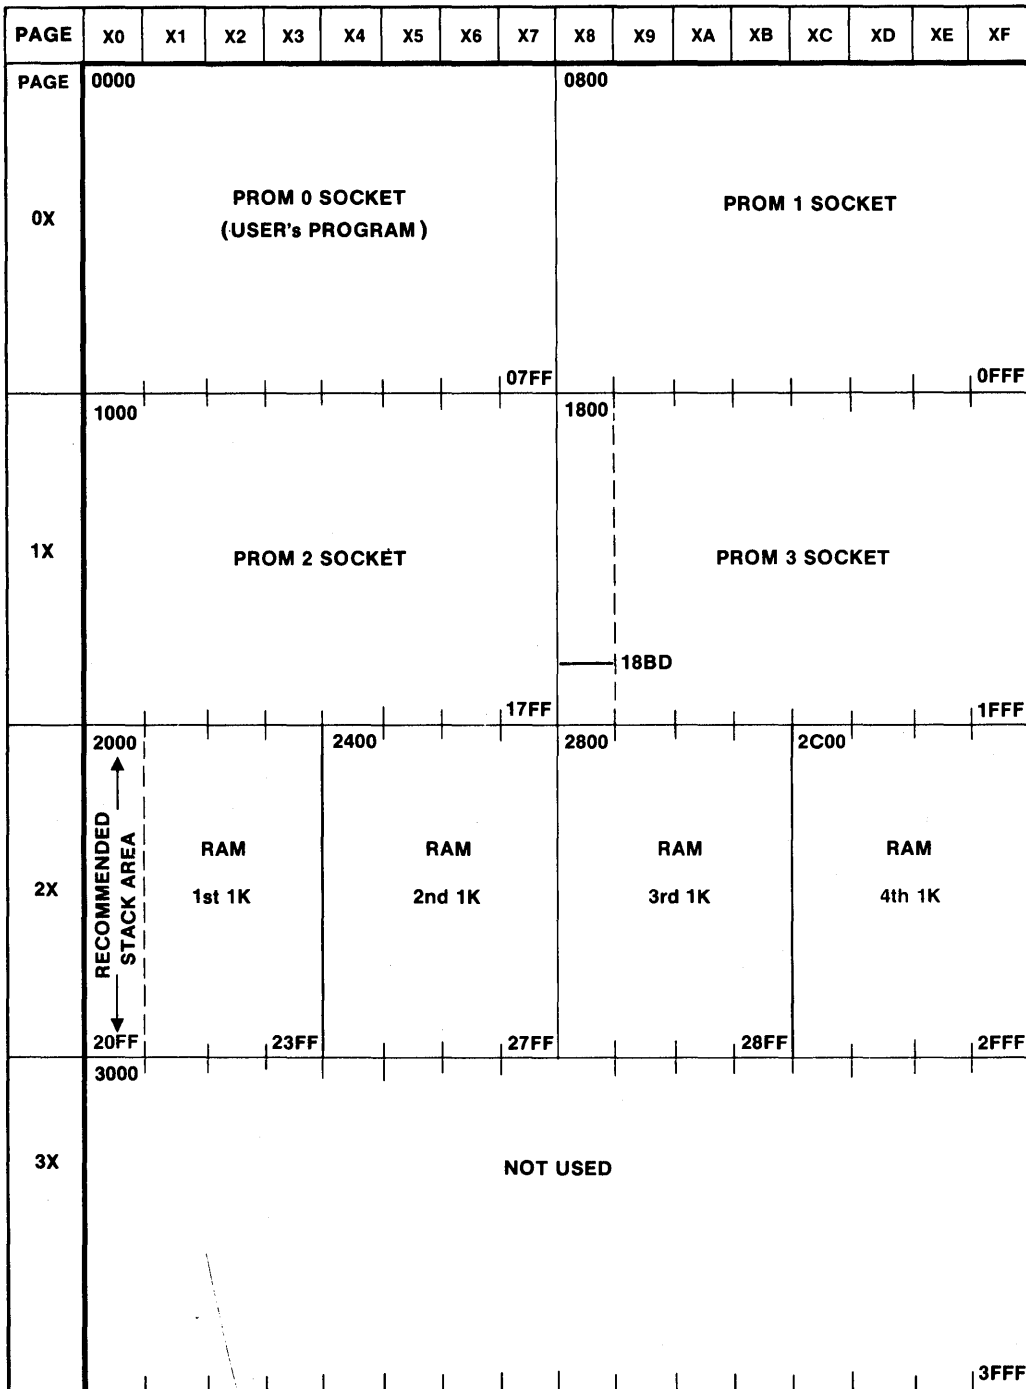 PAGE X0 X1 X2 X3 X4 X5 X6 X7 X8 X9 XA XB XC XD XE XF
PAGE 0000 0800
0X
PROM 0 SOCKET
(USER's PROGRAM)
PROM 1 SOCKET
07FF 0FFF
1000 1800
1X
PROM 2 SOCKET
PROM 3 SOCKET
18BD
17FF 1FFF
2000 2400 2800 2C00
2X
RECOMMENDED
STACK AREA
RAM
1st 1K
RAM
2nd 1K
RAM
3rd 1K
RAM
4th 1K
20FF 23FF 27FF 28FF 2FFF
3000
3X
NOT USED
3FFF